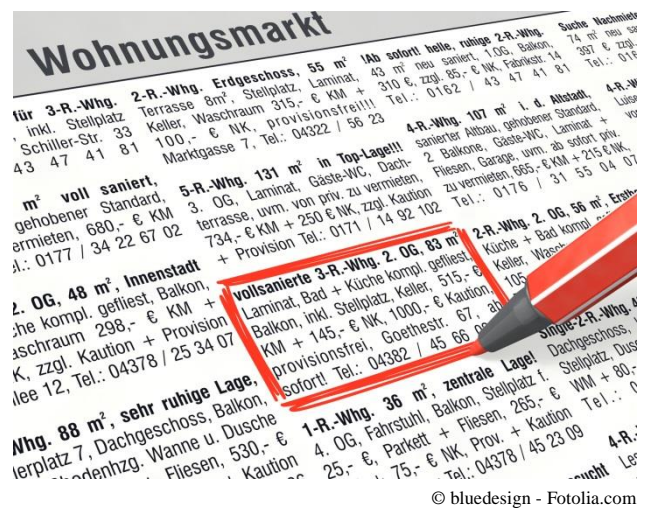 Wohnungsmarkt
für 3-R.-Whg.
inkl. Stellplatz
Schiller-Str. 33
43 47 41 81
m² voll saniert,
gehobener Standard,
ermieten, 680,- € KM
el.: 0177 / 34 22 67 02
2. OG, 48 m², Innenstadt
che kompl. gefliest, Balkon,
aschraum 298,- € KM +
K, zzgl. Kaution + Provision
lee 12, Tel.: 04378 / 25 34 07
Whg. 88 m², sehr ruhige Lage,
lerplatz 7, Dachgeschoss, Balkon,
Wanne u. Dusche
Fliesen, 530,- €
Kaution
2-R.-Whg. Erdgeschoss, 55 m²
Terrasse 8m², Stellplatz, Laminat,
Keller, Waschraum 315,- € KM +
100,- € NK, provisionsfrei!!!
Marktgasse 7, Tel.: 04322 / 56 23
5-R.-Whg. 131 m² in Top-Lage!!!
3. OG, Laminat, Gäste-WC, Dach-
terrasse, uvm. von priv. zu vermieten,
734,- € KM + 250 € NK, zzgl. Kaution
+ Provision Tel.: 0171 / 14 92 102
vollsanierte 3-R.-Whg. 2. OG, 83 m²
Laminat. Bad + Küche kompl. gefliest,
Balkon, Inkl. Stellplatz, Keller, 515,- €
KM + 145,- € NK, 1000,- € Kaution,
provisionsfrei, Goethestr. 67, ab
sofort! Tel.: 04382 / 45 66
1-R.-Whg. 36 m², zentrale Lage!
4. OG, Fahrstuhl, Balkon, Stellplatz f.
25,- €, Parkett + Fliesen, 265,- €
75,- € NK, Prov. + Kaution
Tel.: 04378 / 45 23 09
!Ab sofort! helle, ruhige 2-R.-Whg.
43 m² neu saniert, 1.OG, Balkon,
310 €, zzgl. 85,- € NK, Fabrikstr. 14
Tel.: 0162 / 43 47 41 81
4-R.-Whg. 107 m² i. d. Altstadt,
sanierter Altbau, gehobener Standard,
2 Balkone, Gäste-WC, Laminat +
Fliesen, Garage, uvm. ab sofort priv.
zu vermieten, 665,- € KM + 215 € NK,
Tel.: 0176 / 31 55 04 07
2-R.-Whg. 2. OG, 56 m², Erstb
Küche + Bad kompl.
Keller,
105
Single-2-R.-Whg. 4
Dachgeschoss,
Stellplatz, Dus
WM + 80,-
Tel.:
Suche Nachmiete
74 m² neu sa
397 € zzgl.
Tel.: 016
4-R.-W
Luise
4-R.-
sucht
© bluedesign - Fotolia.com